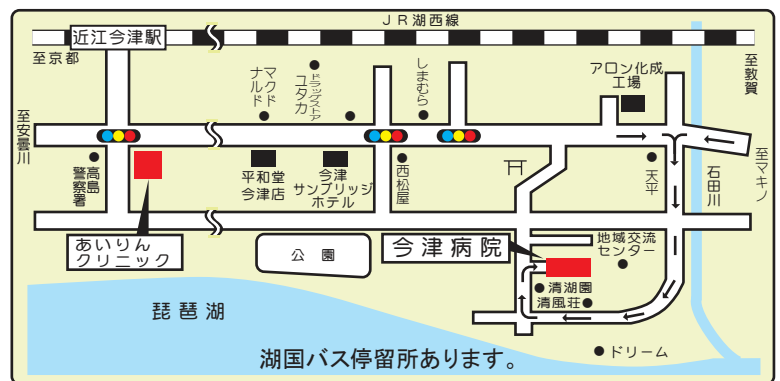 JR湖西線
近江今津駅
至京都
至敦賀
マクド
ナルド
ドラッグストア
ユタカ
しまむら
アロン化成
工場
至安曇川
高島
警察署
平和堂
今津店
今津
サンブリッジ
ホテル
西松屋
天平
石田川
至マキノ
あいりん
クリニック
公園
今津病院
地域交流
センター
清湖園
清風荘
琵琶湖
ドリーム
湖国バス停留所あります。